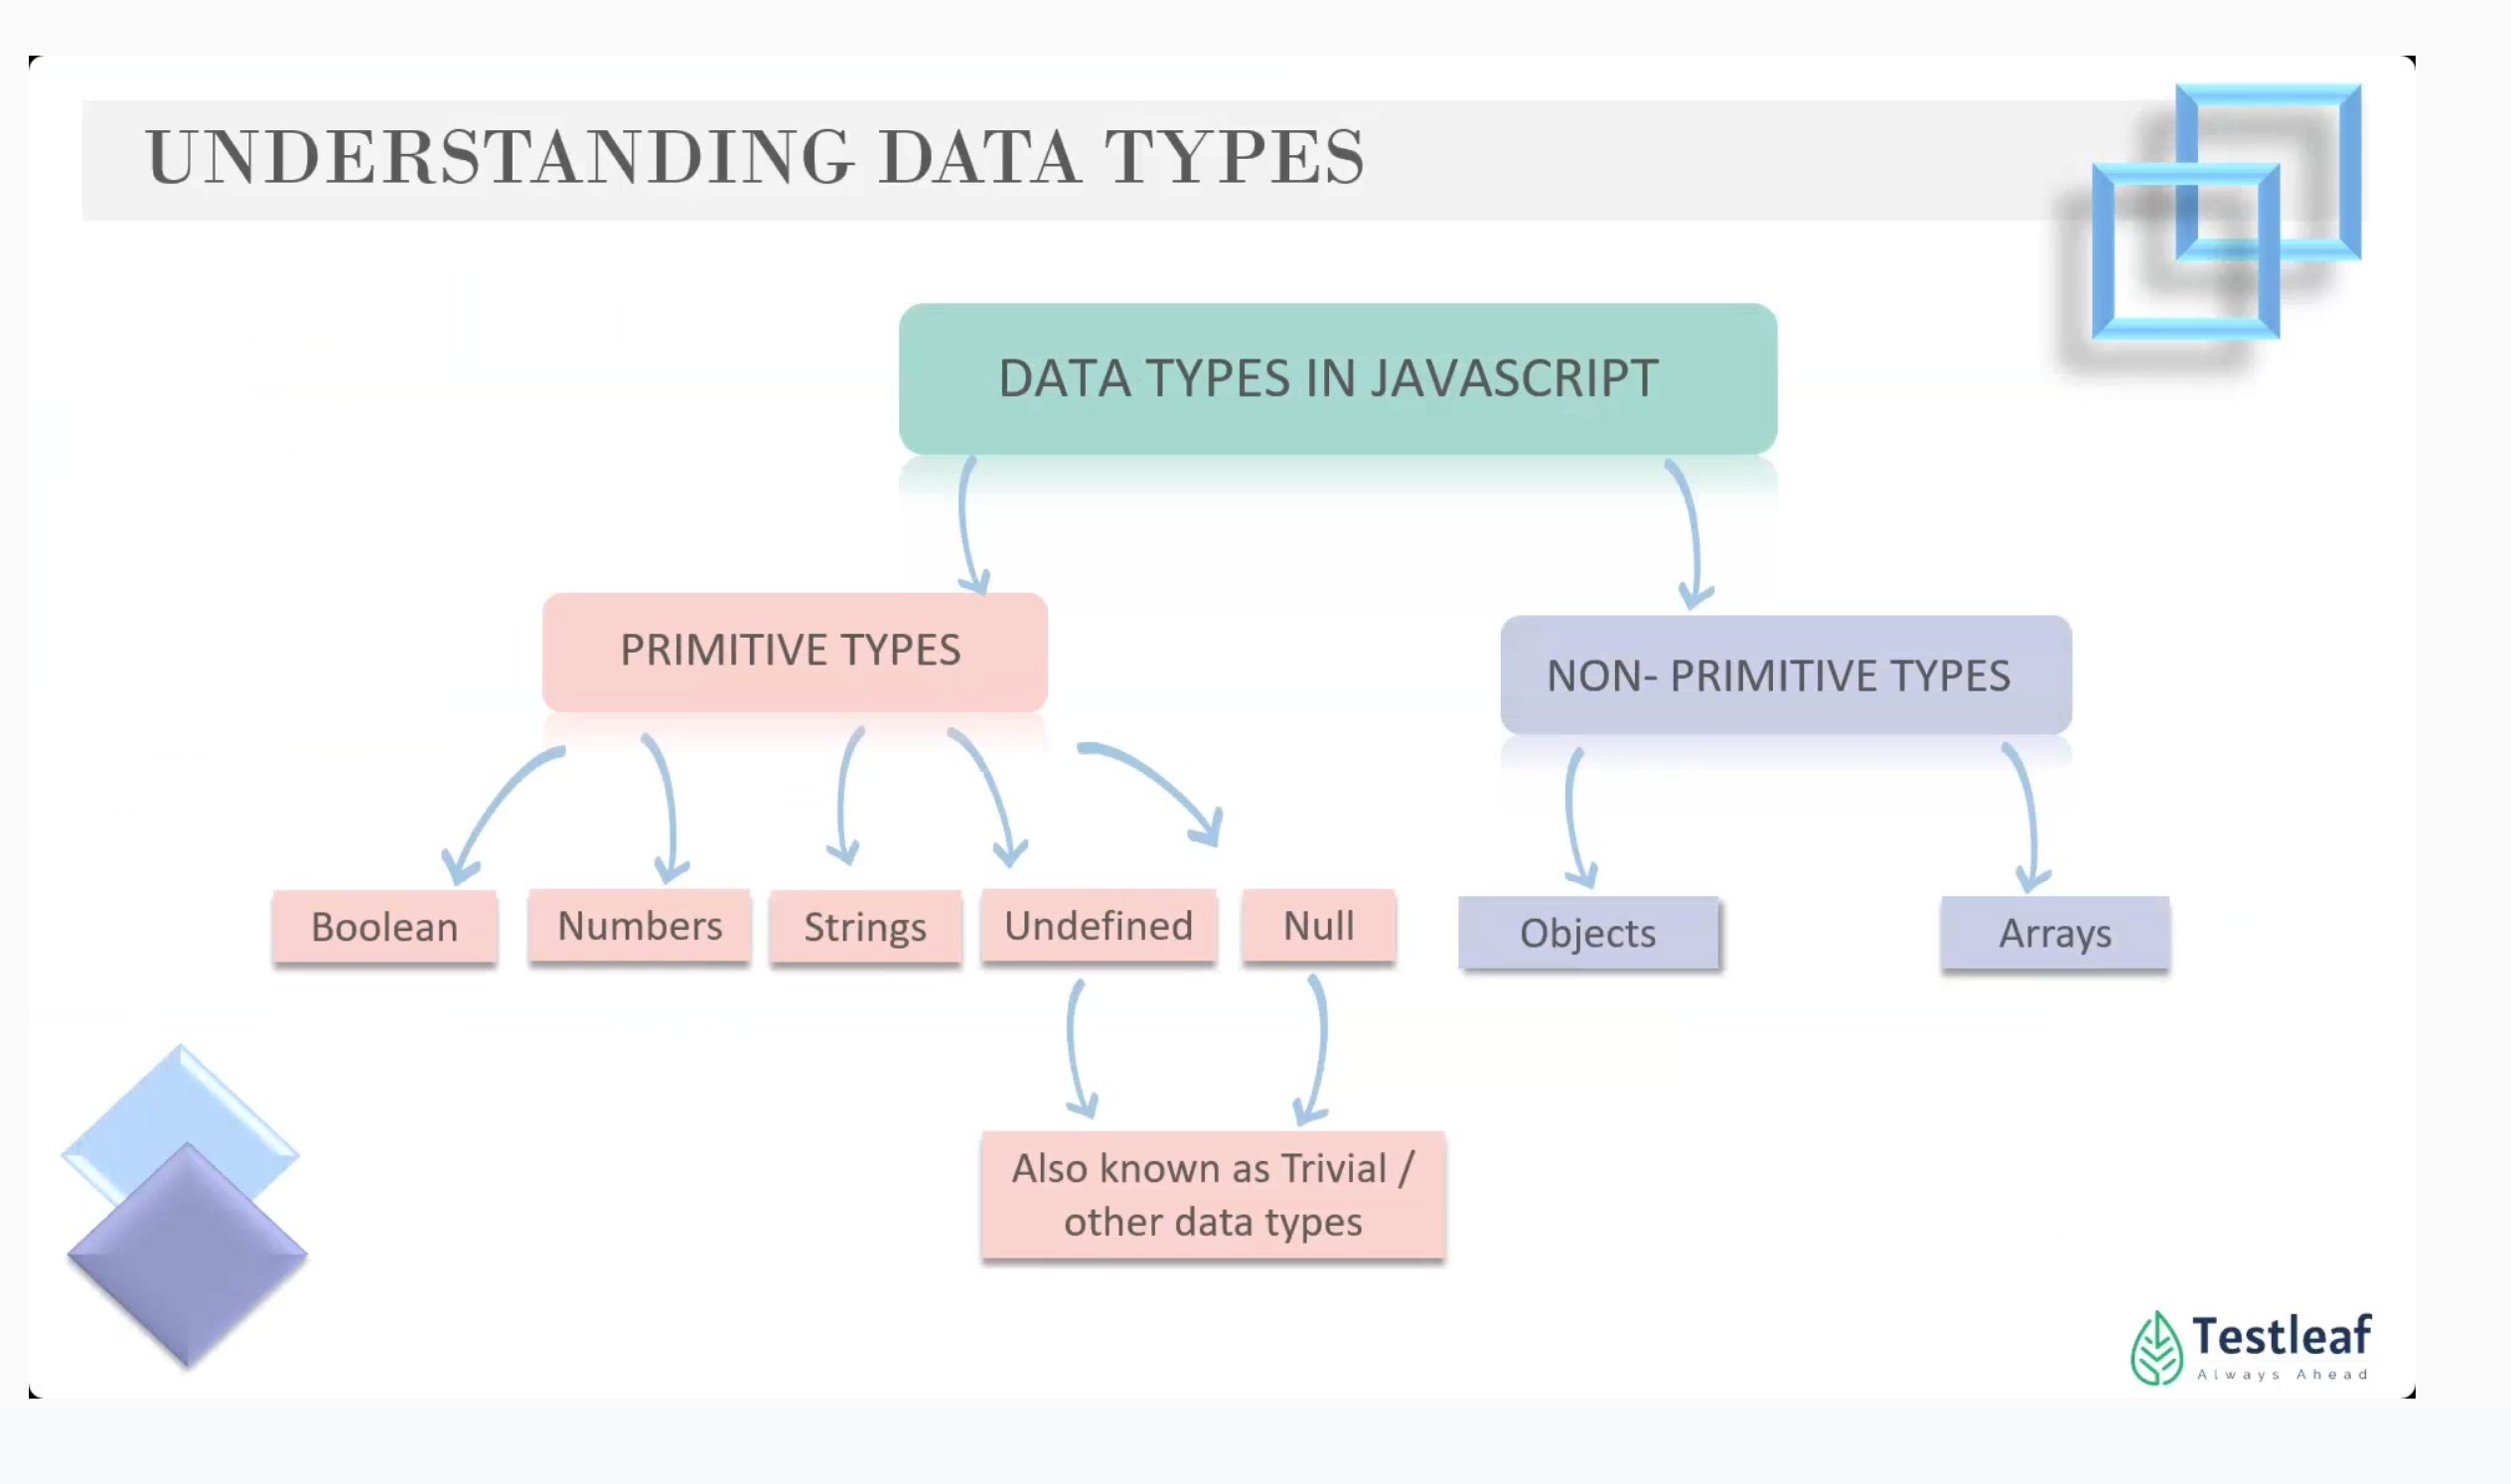 UNDERSTANDING DATA TYPES
DATA TYPES IN JAVASCRIPT
PRIMITIVE TYPES
NON- PRIMITIVE TYPES
Boolean
Numbers
Strings
Undefined
Null
Objects
Arrays
Also known as Trivial /
other data types
Testleaf
Always Ahead